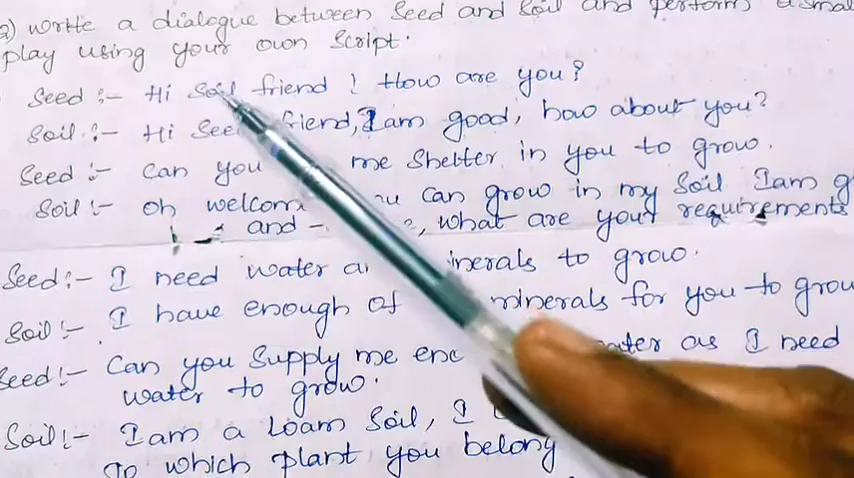 2) Write a dialogue between Seed and Soil and perform a small
play using your own Script.
Seed :- Hi Soil friend ! How are you?
Soil :- Hi See friend, I am good, how about you?
Seed :- Can you me Shelter in you to grow.
Soil :- Oh welcom can grow in my Soil I am
and what are your requirements
Seed :- I need water minerals to grow.
Soil :- I have enough of minerals for you to grow
Seed :- Can you Supply me water as I need
water to grow.
Soil :- I am a Loam Soil, I
To which plant you belong